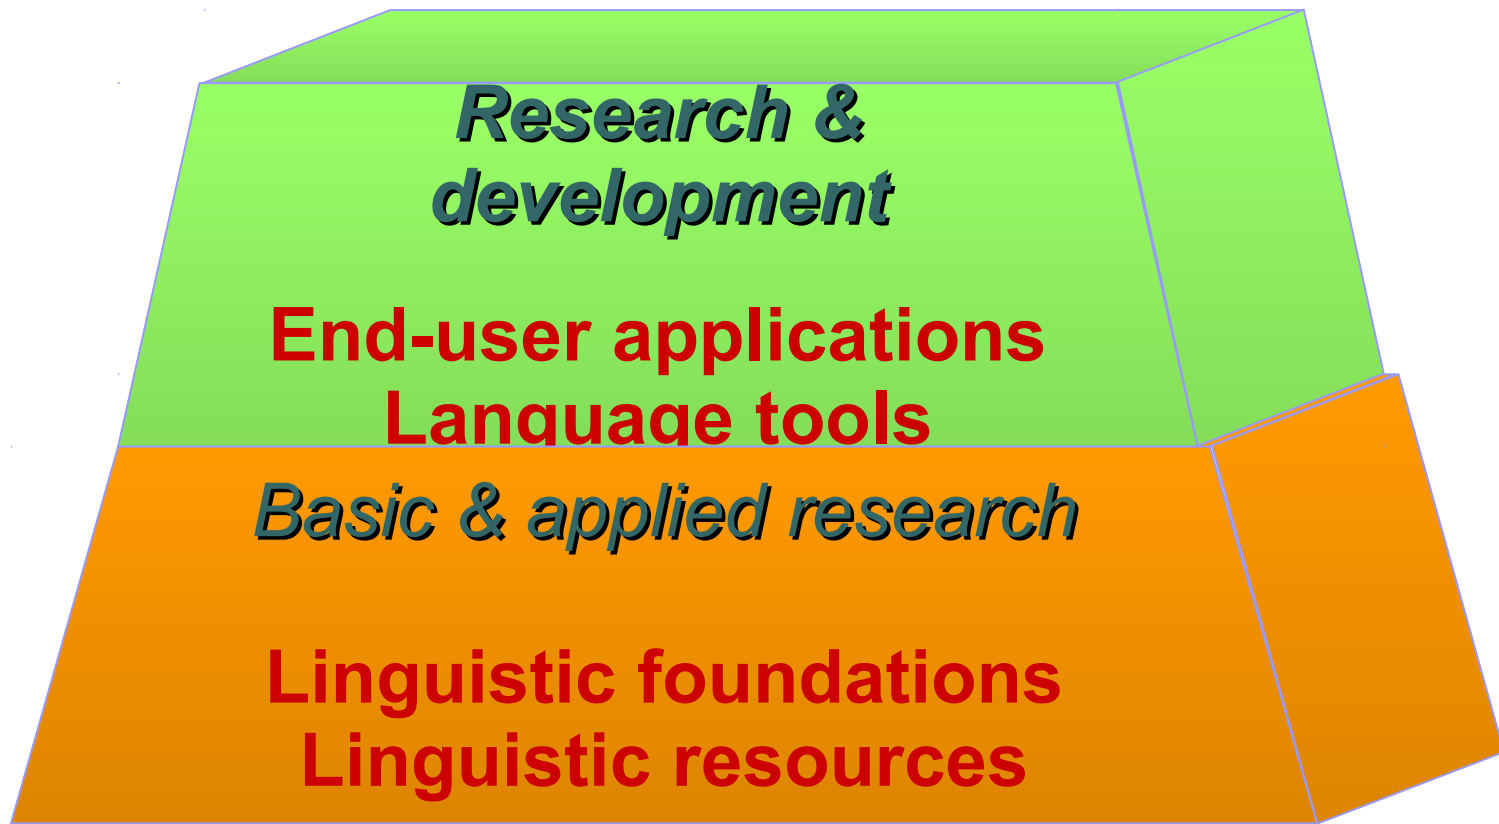 Research &
development
End-user applications
Language tools
Basic & applied research
Linguistic foundations
Linguistic resources